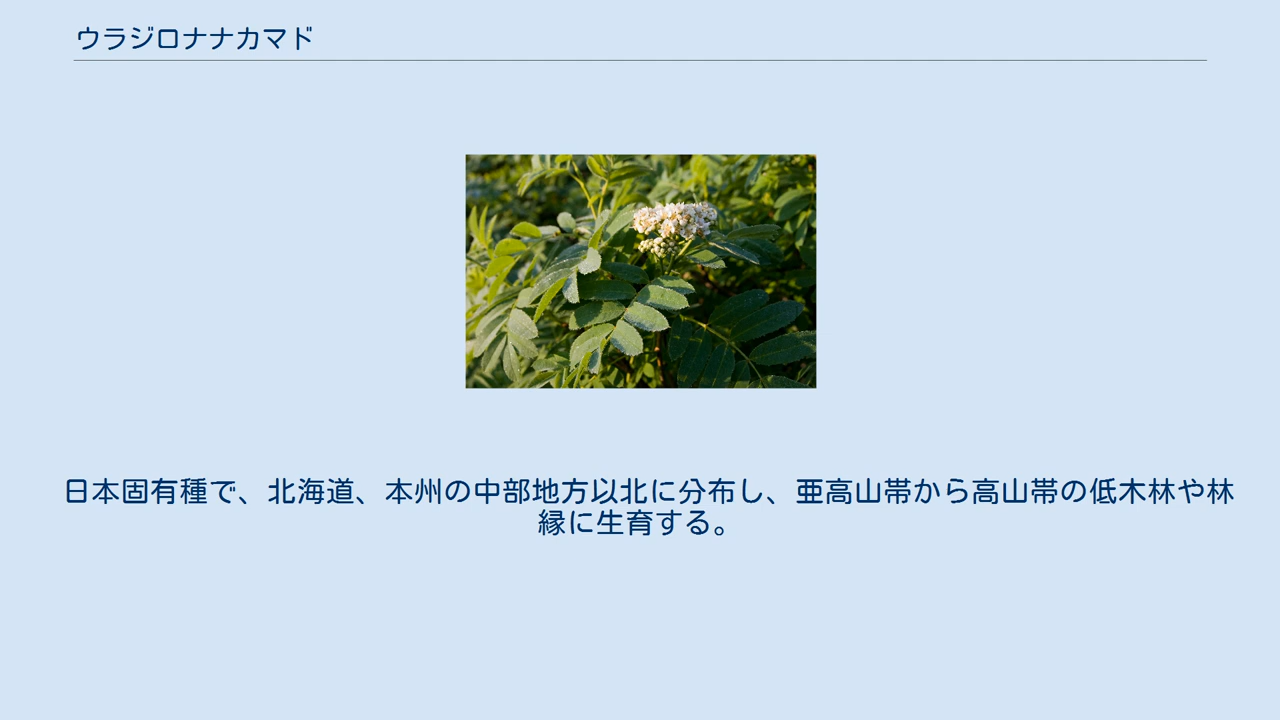 ウラジロナナカマド
日本固有種で、北海道、本州の中部地方以北に分布し、亜高山帯から高山帯の低木林や林
縁に生育する。